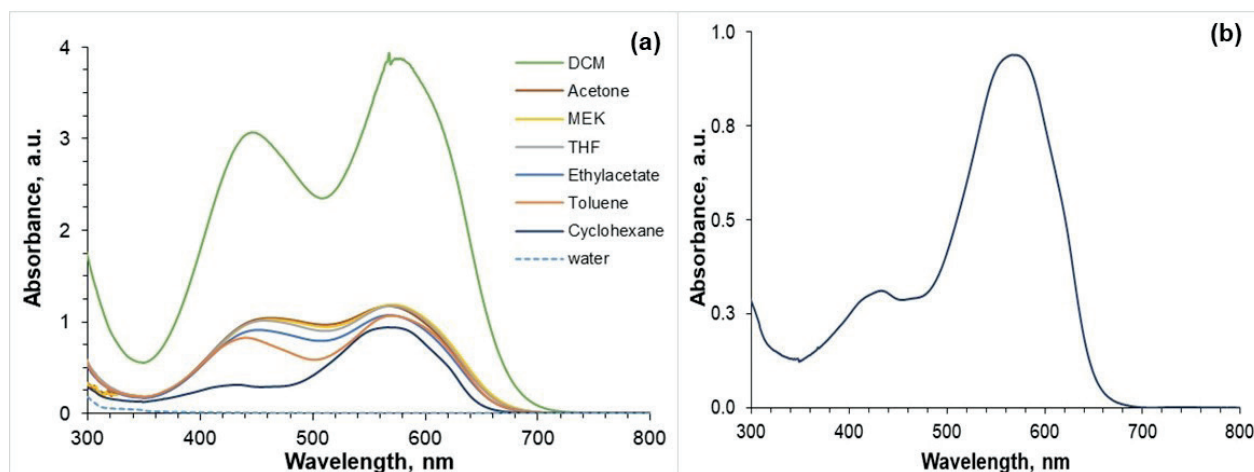 (a)
4
3
2
1
0
300 400 500 600 700 800
Absorbance, a.u.
Wavelength, nm
DCM
Acetone
MEK
THF
Ethylacetate
Toluene
Cyclohexane
water
(b)
1.0
0.8
0.5
0.3
0.0
300 400 500 600 700 800
Absorbance, a.u.
Wavelength, nm